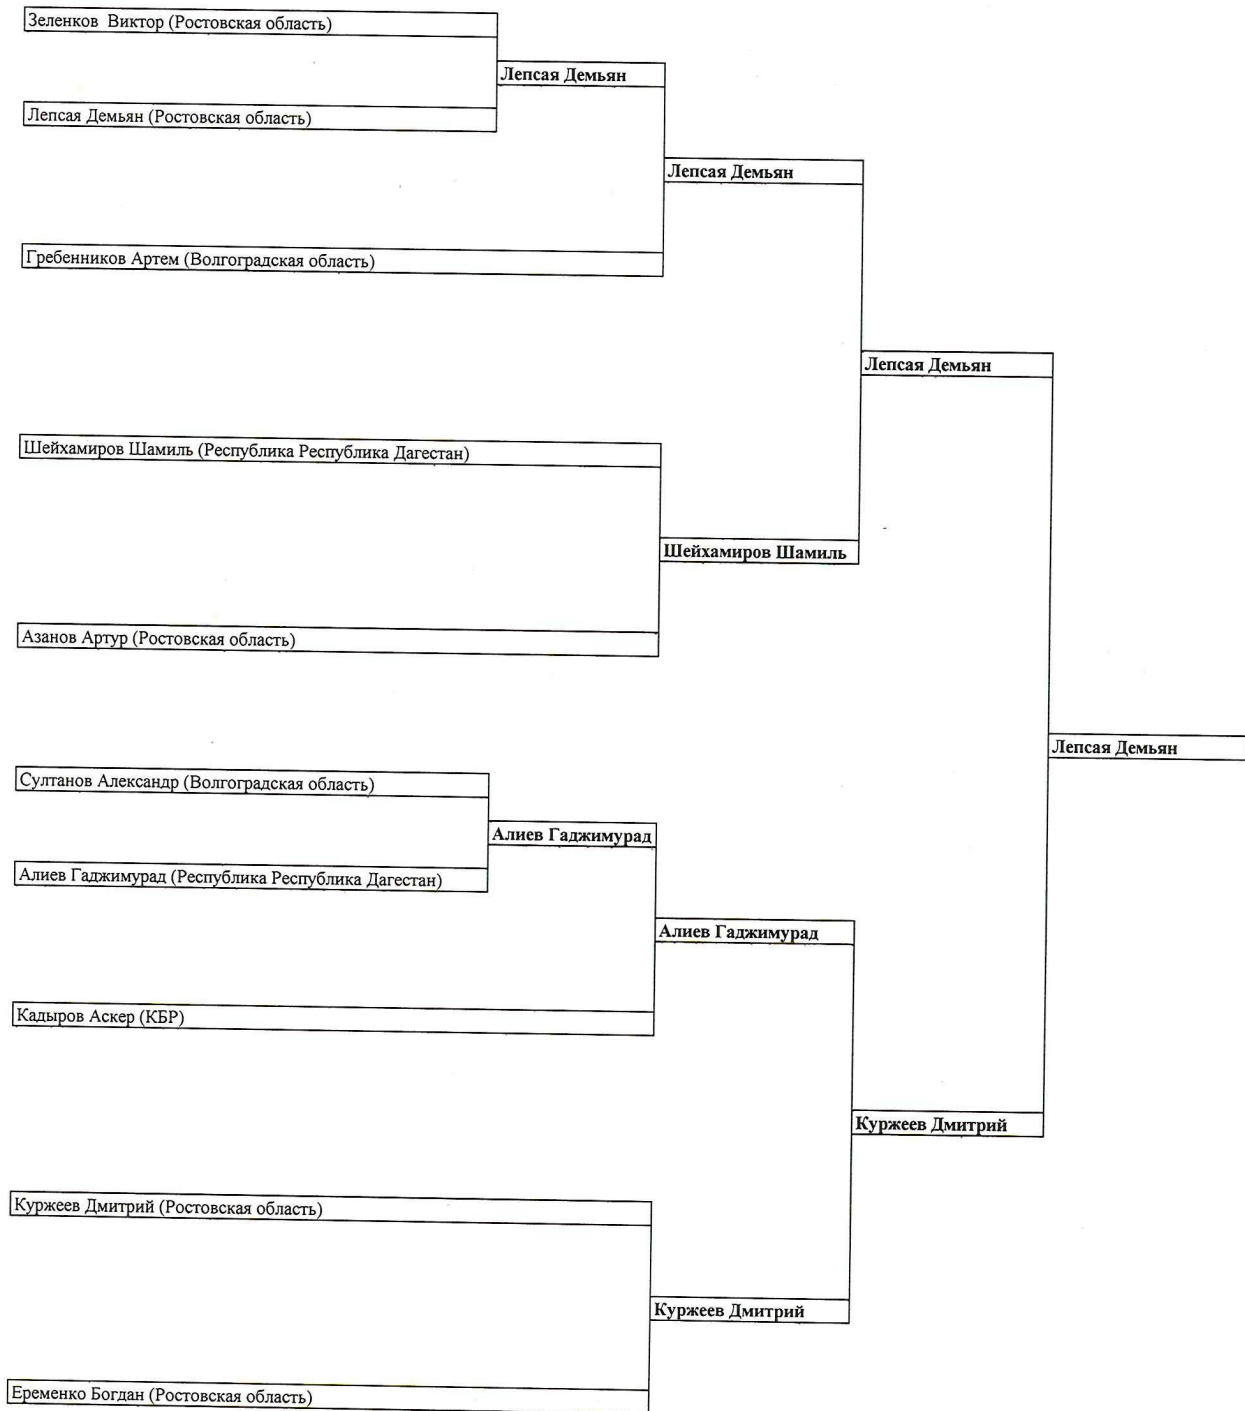 Зеленков  Виктор (Ростовская область)
Лепсая Демьян
Лепсая Демьян (Ростовская область)
Лепсая Демьян
Гребенников Артем (Волгоградская область)
Лепсая Демьян
Шейхамиров Шамиль (Республика Республика Дагестан)
Шейхамиров Шамиль
Азанов Артур (Ростовская область)
Лепсая Демьян
Султанов Александр (Волгоградская область)
Алиев Гаджимурад
Алиев Гаджимурад (Республика Республика Дагестан)
Алиев Гаджимурад
Кадыров Аскер (КБР)
Куржеев Дмитрий
Куржеев Дмитрий (Ростовская область)
Куржеев Дмитрий
Еременко Богдан (Ростовская область)